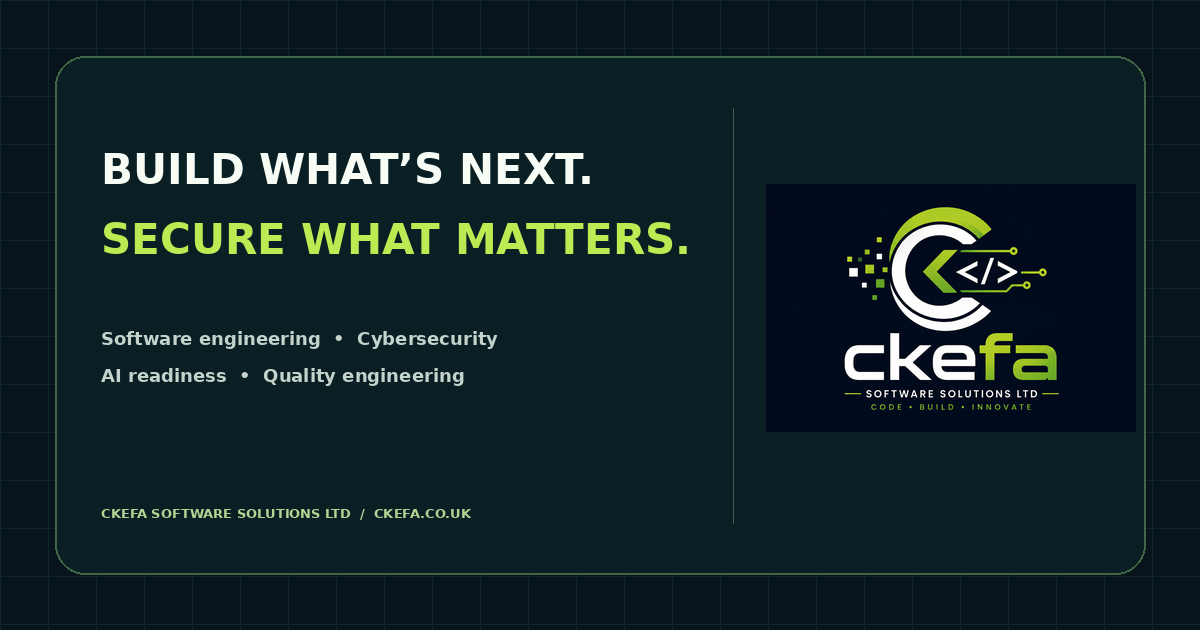 BUILD WHAT’S NEXT.
SECURE WHAT MATTERS.
Software engineering • Cybersecurity
AI readiness • Quality engineering
CKEFA SOFTWARE SOLUTIONS LTD / CKEFA.CO.UK
</>
ckefa
SOFTWARE SOLUTIONS LTD
CODE • BUILD • INNOVATE